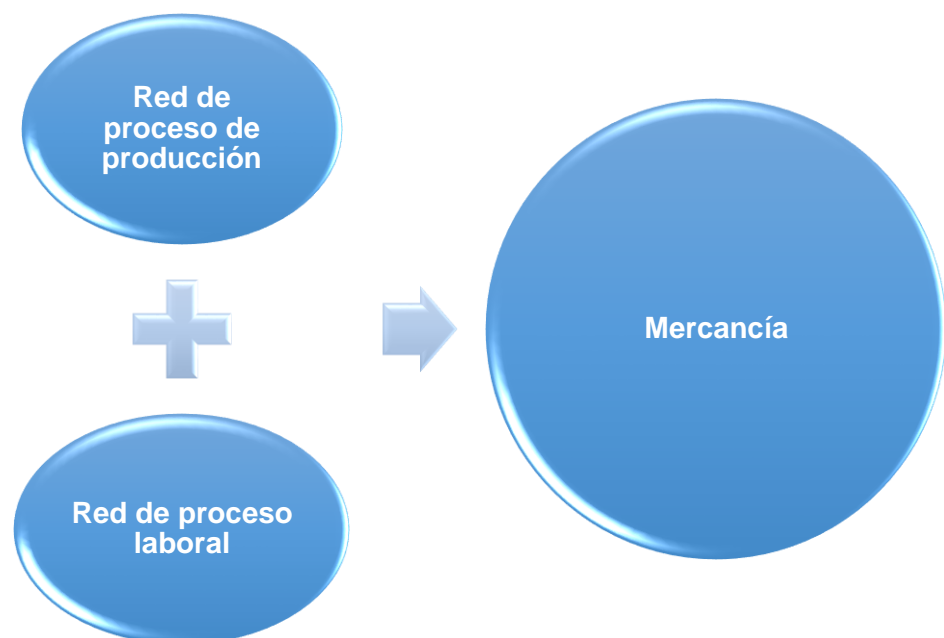 Red de
proceso de
producción
Mercancía
Red de proceso
laboral